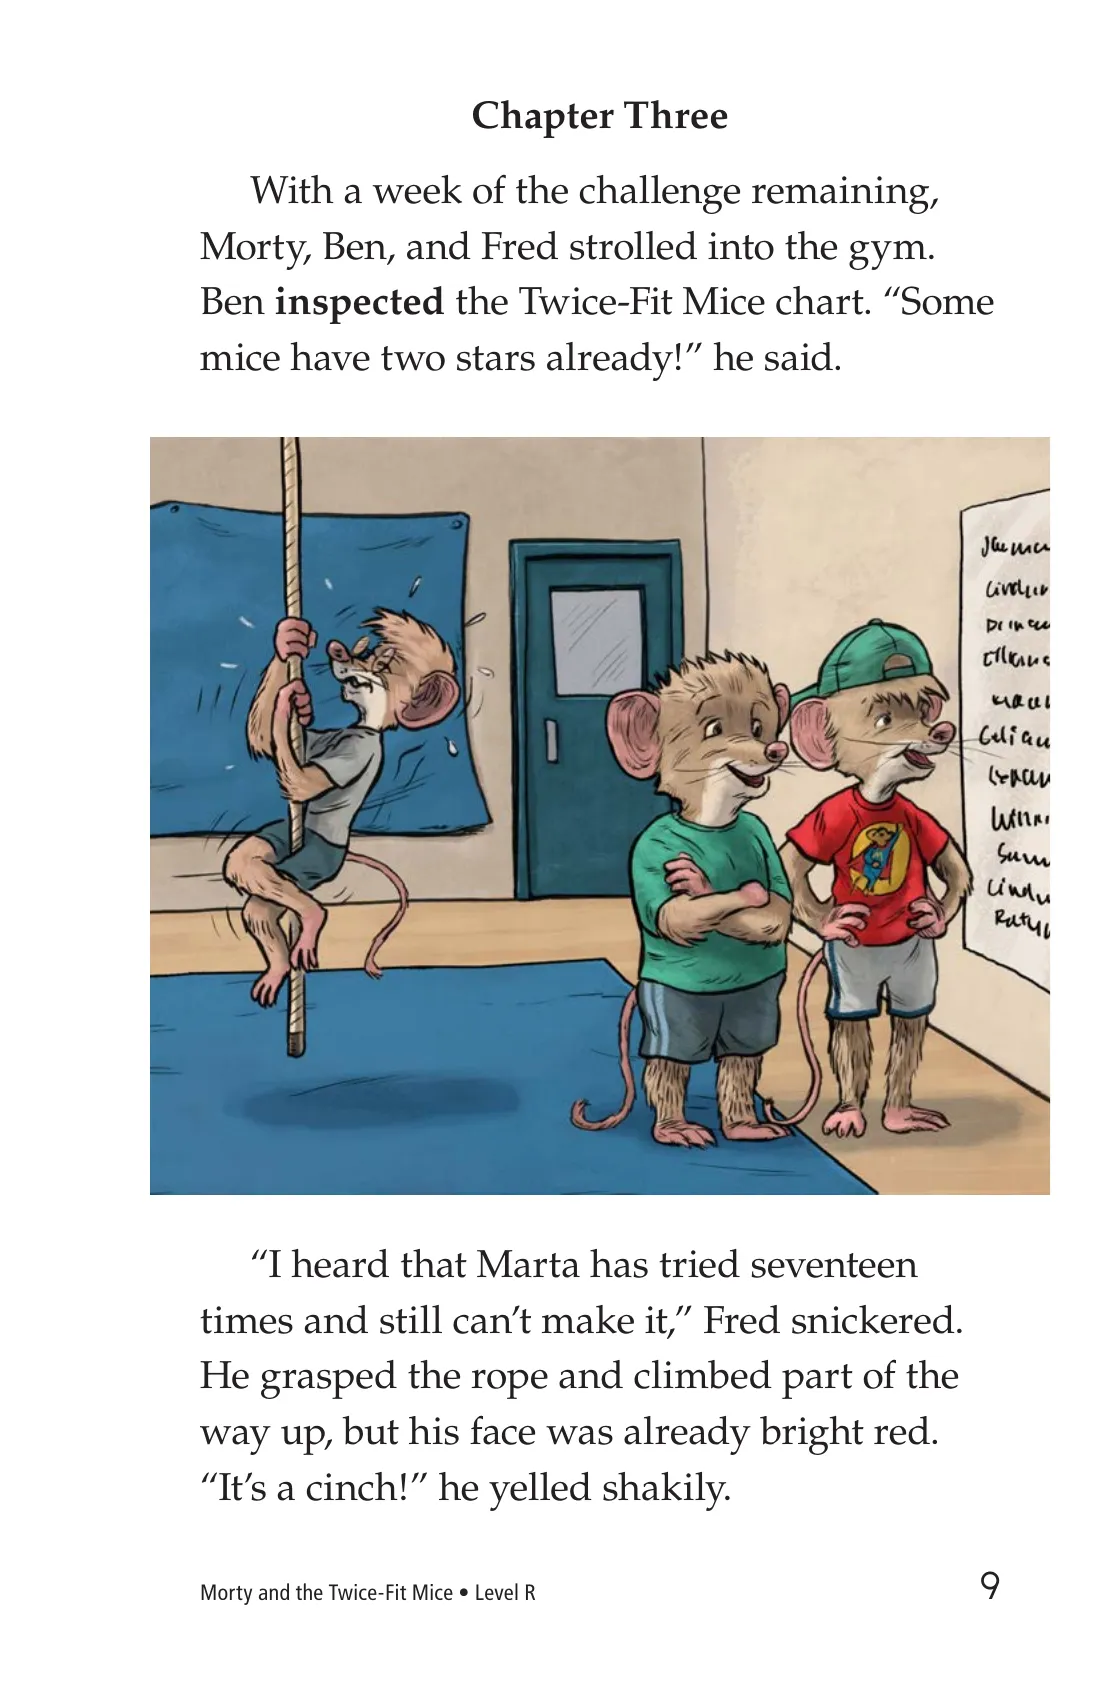 Chapter Three
With a week of the challenge remaining,
Morty, Ben, and Fred strolled into the gym.
Ben inspected the Twice-Fit Mice chart. “Some
mice have two stars already!” he said.
“I heard that Marta has tried seventeen
times and still can’t make it,” Fred snickered.
He grasped the rope and climbed part of the
way up, but his face was already bright red.
“It’s a cinch!” he yelled shakily.
Morty and the Twice-Fit Mice • Level R
9